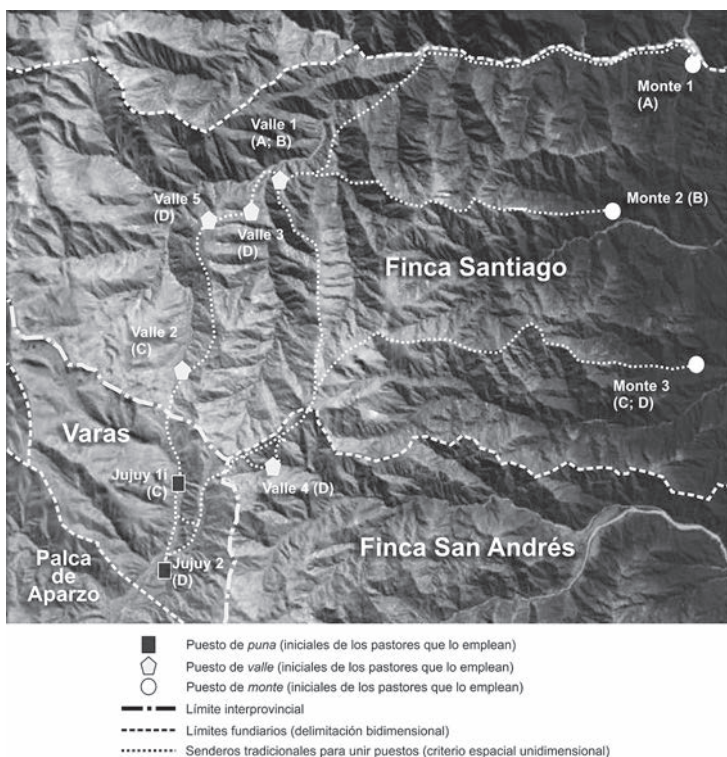 Monte 1
(A)
Valle 1
(A; B)
Valle 5
(D)
Monte 2 (B)
Valle 3
(D)
Finca Santiago
Valle 2
(C)
Monte 3
(C; D)
Varas
Jujuy 1i
(C)
Valle 4 (D)
Finca San Andrés
Palca
de
Aparzo
Jujuy 2
(D)
Puesto de puna (iniciales de los pastores que lo emplean)
Puesto de valle (iniciales de los pastores que lo emplean)
Puesto de monte (iniciales de los pastores que lo emplean)
Límite interprovincial
Límites fundiarios (delimitación bidimensional)
Senderos tradicionales para unir puestos (criterio espacial unidimensional)